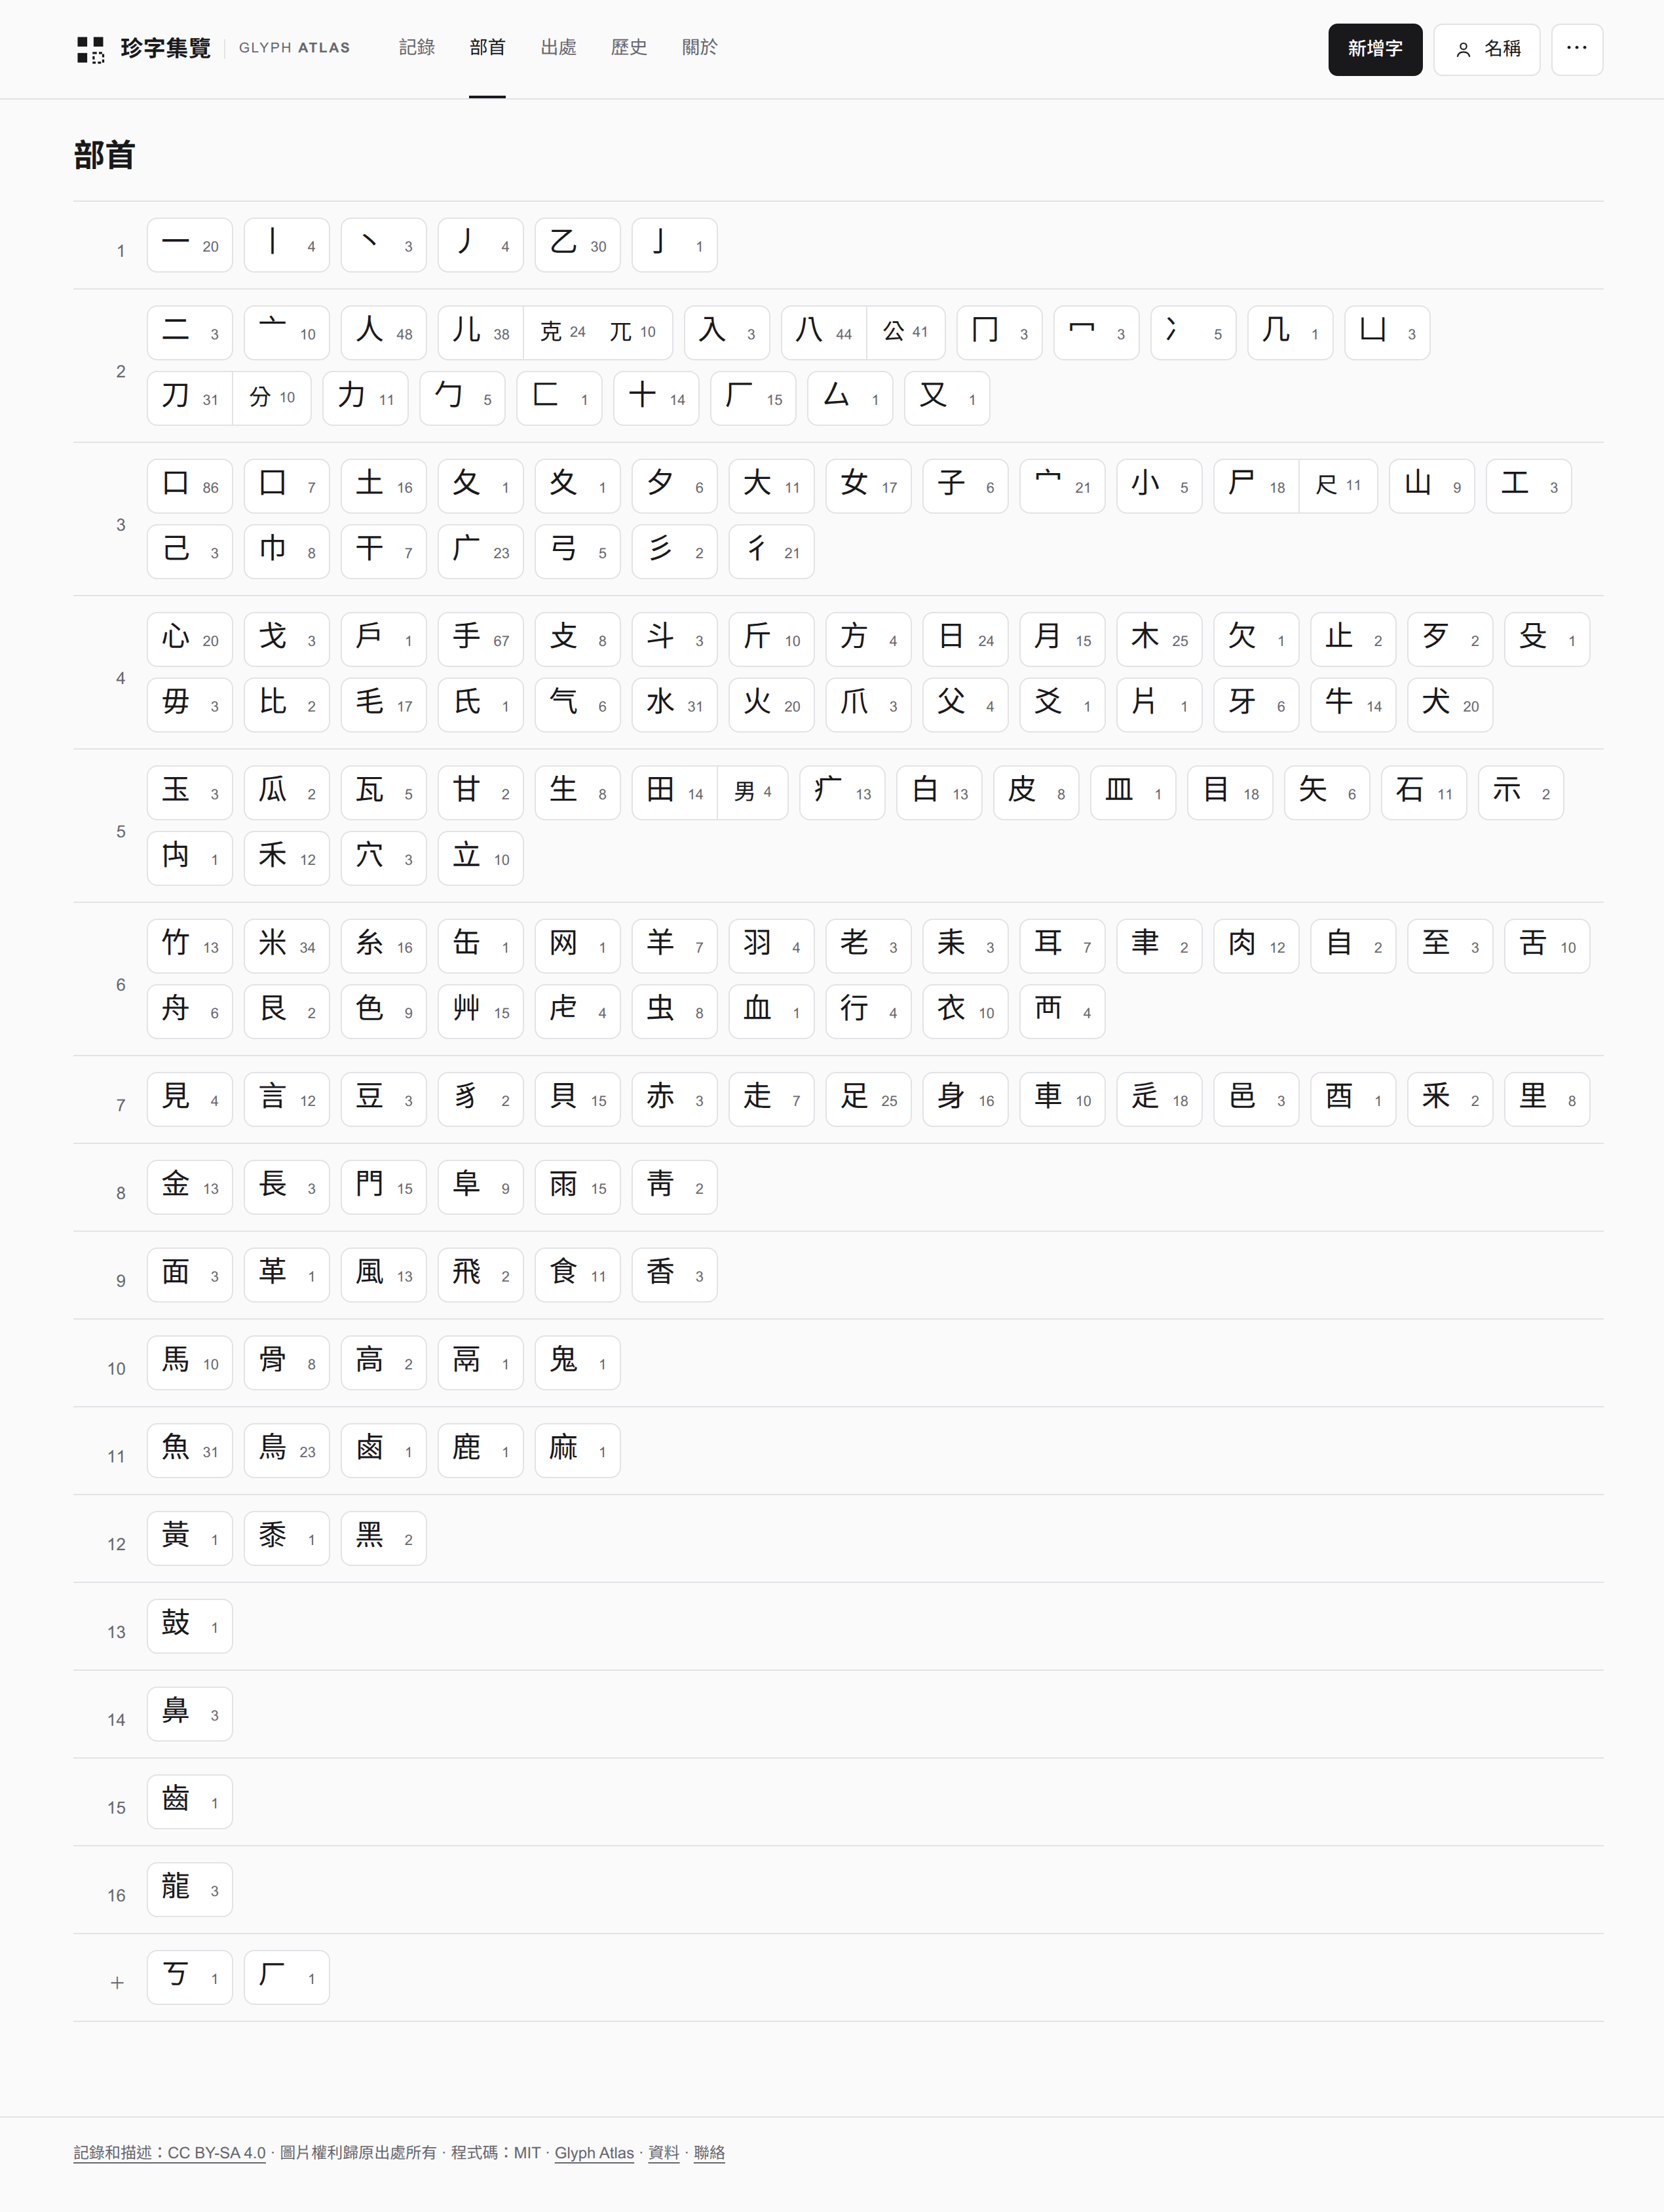 珍字集覽 GLYPH ATLAS 記錄 部首 出處 歷史 關於 新增字 名稱 ···
部首
1 一 20 丨 4 丶 3 丿 4 乙 30 亅 1
2 二 3 亠 10 人 48 儿 38 克 24 兀 10 入 3 八 44 公 41 冂 3 冖 3 冫 5 几 1 凵 3
刀 31 分 10 力 11 勹 5 匚 1 十 14 厂 15 厶 1 又 1
3 口 86 囗 7 土 16 夂 1 夊 1 夕 6 大 11 女 17 子 6 宀 21 小 5 尸 18 尺 11 山 9 工 3
己 3 巾 8 干 7 广 23 弓 5 彡 2 彳 21
4 心 20 戈 3 戶 1 手 67 攴 8 斗 3 斤 10 方 4 日 24 月 15 木 25 欠 1 止 2 歹 2 殳 1
毋 3 比 2 毛 17 氏 1 气 6 水 31 火 20 爪 3 父 4 爻 1 片 1 牙 6 牛 14 犬 20
5 玉 3 瓜 2 瓦 5 甘 2 生 8 田 14 男 4 疒 13 白 13 皮 8 皿 1 目 18 矢 6 石 11 示 2
禸 1 禾 12 穴 3 立 10
6 竹 13 米 34 糸 16 缶 1 网 1 羊 7 羽 4 老 3 耒 3 耳 7 聿 2 肉 12 自 2 至 3 舌 10
舟 6 艮 2 色 9 艸 15 虍 4 虫 8 血 1 行 4 衣 10 襾 4
7 見 4 言 12 豆 3 豸 2 貝 15 赤 3 走 7 足 25 身 16 車 10 辵 18 邑 3 酉 1 釆 2 里 8
8 金 13 長 3 門 15 阜 9 雨 15 靑 2
9 面 3 革 1 風 13 飛 2 食 11 香 3
10 馬 10 骨 8 高 2 鬲 1 鬼 1
11 魚 31 鳥 23 鹵 1 鹿 1 麻 1
12 黃 1 黍 1 黑 2
13 鼓 1
14 鼻 3
15 齒 1
16 龍 3
+ 丂 1 厂 1
記錄和描述：CC BY-SA 4.0 · 圖片權利歸原出處所有 · 程式碼：MIT · Glyph Atlas · 資料 · 聯絡